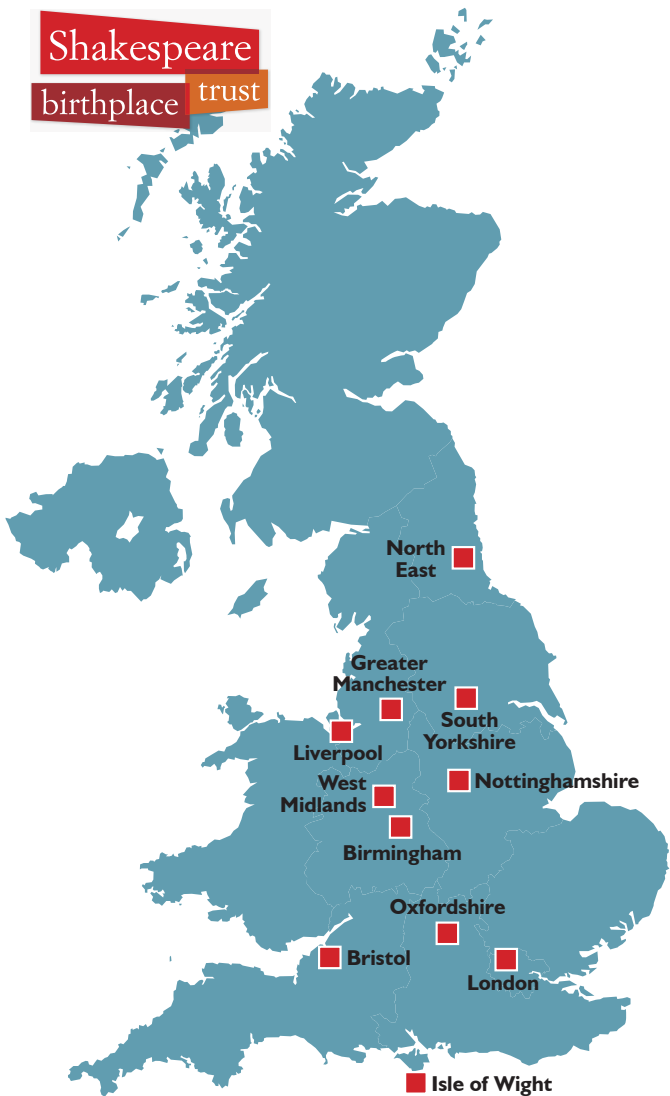 Shakespeare
birthplace trust
North
East
Greater
Manchester
South
Yorkshire
Liverpool
West
Midlands
Nottinghamshire
Birmingham
Oxfordshire
Bristol
London
Isle of Wight